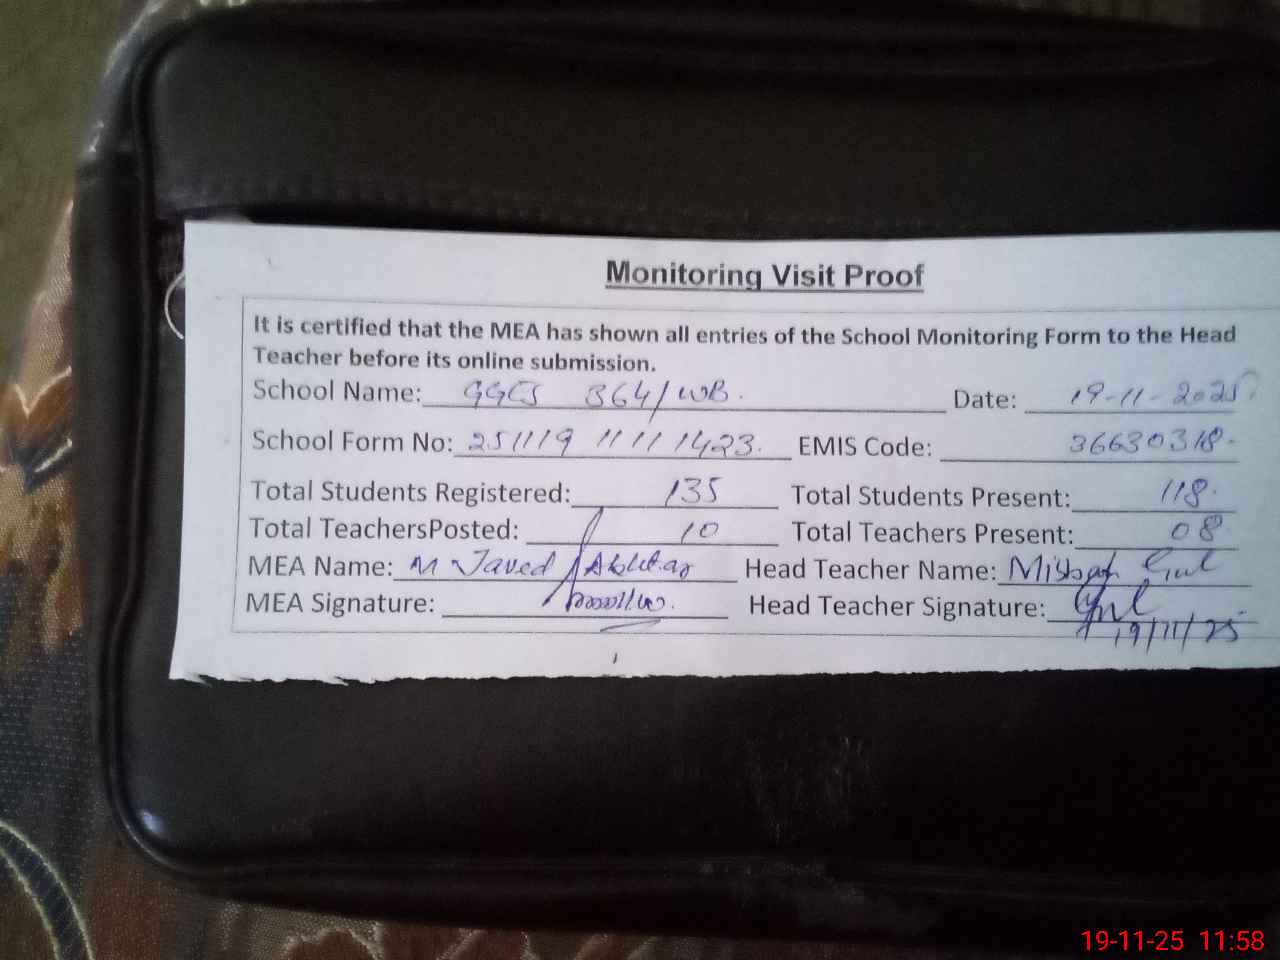 Monitoring Visit Proof
It is certified that the MEA has shown all entries of the School Monitoring Form to the Head
Teacher before its online submission.
School Name: GGES 364/WB. Date: 19-11-2025
School Form No: 251119 11111423. EMIS Code: 36630318.
Total Students Registered: 135 Total Students Present: 118.
Total TeachersPosted: 10 Total Teachers Present: 08
MEA Name: M Javed Akhtar Head Teacher Name: Misbah Gul
MEA Signature: Head Teacher Signature: Gul
19/11/25
19-11-25 11:58